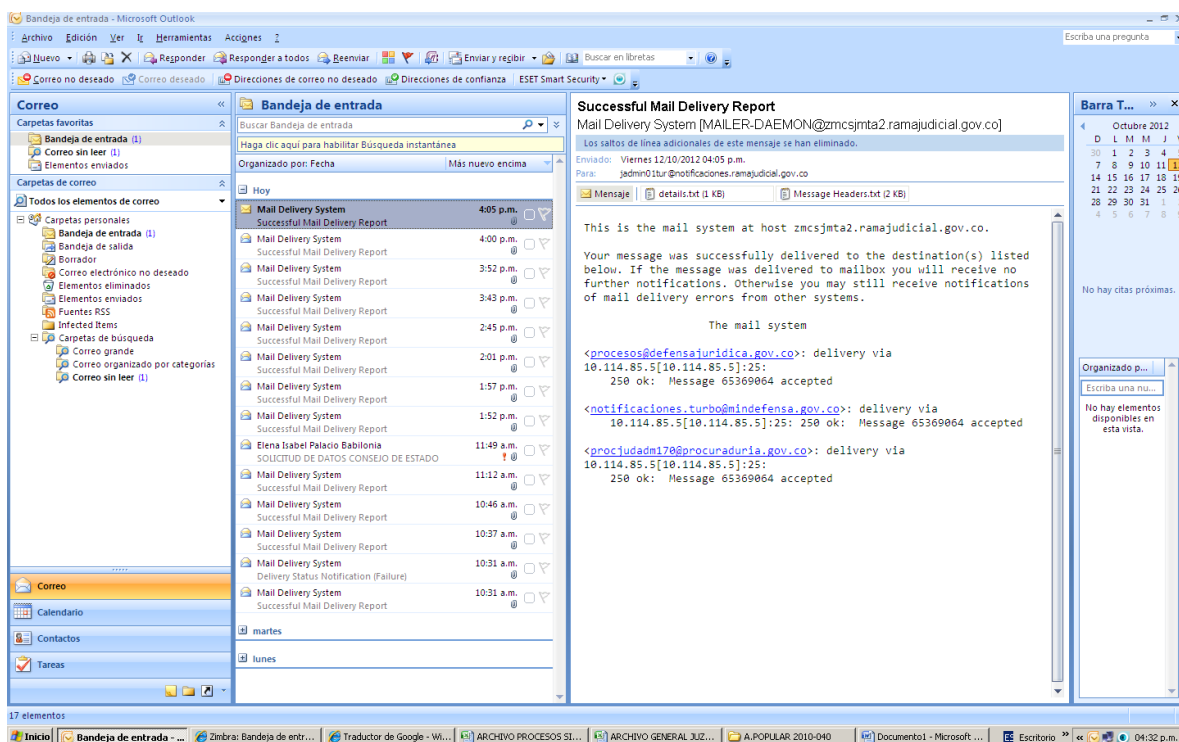 Bandeja de entrada - Microsoft Outlook
Archivo Edición Ver Ir Herramientas Acciones ?
Escriba una pregunta
Nuevo Responder Responder a todos Reenviar Enviar y recibir Buscar en libretas
Correo no deseado Correo deseado Direcciones de correo no deseado Direcciones de confianza ESET Smart Security
Correo
Carpetas favoritas
Bandeja de entrada (1)
Correo sin leer (1)
Elementos enviados
Carpetas de correo
Todos los elementos de correo
Carpetas personales
Bandeja de entrada (1)
Bandeja de salida
Borrador
Correo electrónico no deseado
Elementos eliminados
Elementos enviados
Fuentes RSS
Infected Items
Carpetas de búsqueda
Correo grande
Correo organizado por categorías
Correo sin leer (1)
Correo
Calendario
Contactos
Tareas
Bandeja de entrada
Buscar Bandeja de entrada
Haga clic aquí para habilitar Búsqueda instantánea
Organizado por: Fecha Más nuevo encima
Hoy
Mail Delivery System 4:05 p.m.
Successful Mail Delivery Report
Mail Delivery System 4:00 p.m.
Successful Mail Delivery Report
Mail Delivery System 3:52 p.m.
Successful Mail Delivery Report
Mail Delivery System 3:43 p.m.
Successful Mail Delivery Report
Mail Delivery System 2:45 p.m.
Successful Mail Delivery Report
Mail Delivery System 2:01 p.m.
Successful Mail Delivery Report
Mail Delivery System 1:57 p.m.
Successful Mail Delivery Report
Mail Delivery System 1:52 p.m.
Successful Mail Delivery Report
Elena Isabel Palacio Babilonia 11:49 a.m.
SOLICITUD DE DATOS CONSEJO DE ESTADO
Mail Delivery System 11:12 a.m.
Successful Mail Delivery Report
Mail Delivery System 10:46 a.m.
Successful Mail Delivery Report
Mail Delivery System 10:37 a.m.
Successful Mail Delivery Report
Mail Delivery System 10:31 a.m.
Delivery Status Notification (Failure)
Mail Delivery System 10:31 a.m.
Successful Mail Delivery Report
martes
lunes
Successful Mail Delivery Report
Mail Delivery System [MAILER-DAEMON@zmcsjmta2.ramajudicial.gov.co]
Los saltos de línea adicionales de este mensaje se han eliminado.
Enviado: Viernes 12/10/2012 04:05 p.m.
Para: jadmin01tur@notificaciones.ramajudicial.gov.co
Mensaje details.txt (1 KB) Message Headers.txt (2 KB)
This is the mail system at host zmcsjmta2.ramajudicial.gov.co.
Your message was successfully delivered to the destination(s) listed
below. If the message was delivered to mailbox you will receive no
further notifications. Otherwise you may still receive notifications
of mail delivery errors from other systems.
The mail system
<procesos@defensajuridica.gov.co>: delivery via
10.114.85.5[10.114.85.5]:25:
250 ok: Message 65369064 accepted
<notificaciones.turbo@mindefensa.gov.co>: delivery via
10.114.85.5[10.114.85.5]:25: 250 ok: Message 65369064 accepted
<procjudadm170@procuraduria.gov.co>: delivery via
10.114.85.5[10.114.85.5]:25:
250 ok: Message 65369064 accepted
Barra T...
Octubre 2012
D L M M J V
30 1 2 3 4
7 8 9 10 11
14 15 16 17 18
21 22 23 24 25
28 29 30 31 1
4 5 6 7 8
No hay citas próximas.
Organizado p...
Escriba una nu...
No hay elementos
disponibles en
esta vista.
17 elementos
Inicio Bandeja de entrada - ... Zimbra: Bandeja de entr... Traductor de Google - Wi... ARCHIVO PROCESOS SI... ARCHIVO GENERAL JUZ... A.POPULAR 2010-040 Documento1 - Microsoft ... ES Escritorio 04:32 p.m.